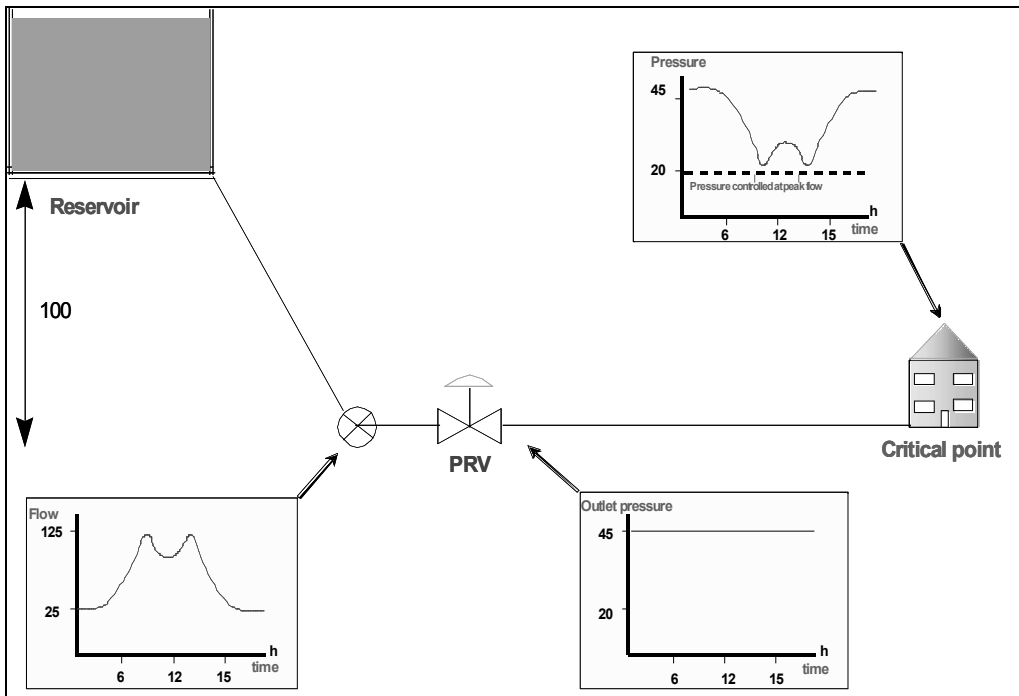 Pressure
45
20
Pressure controlled at peak flow
h
6 12 15
time
Reservoir
100
PRV
Critical point
Flow
125
25
h
6 12 15
time
Outlet pressure
45
20
h
6 12 15
time